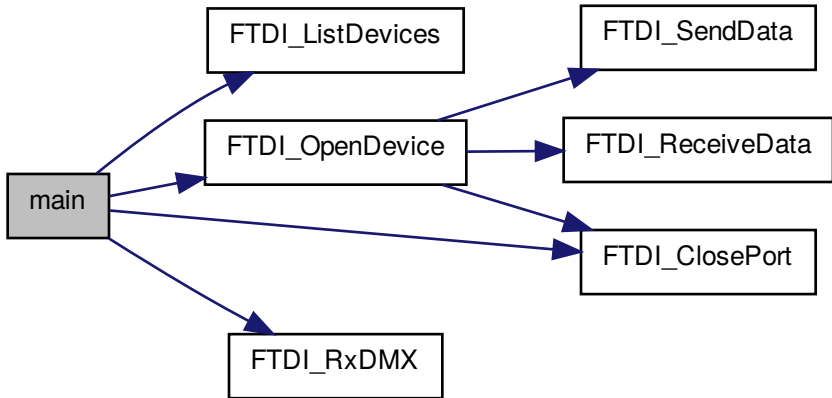 FTDI_ListDevices
FTDI_SendData
FTDI_OpenDevice
FTDI_ReceiveData
main
FTDI_ClosePort
FTDI_RxDMX